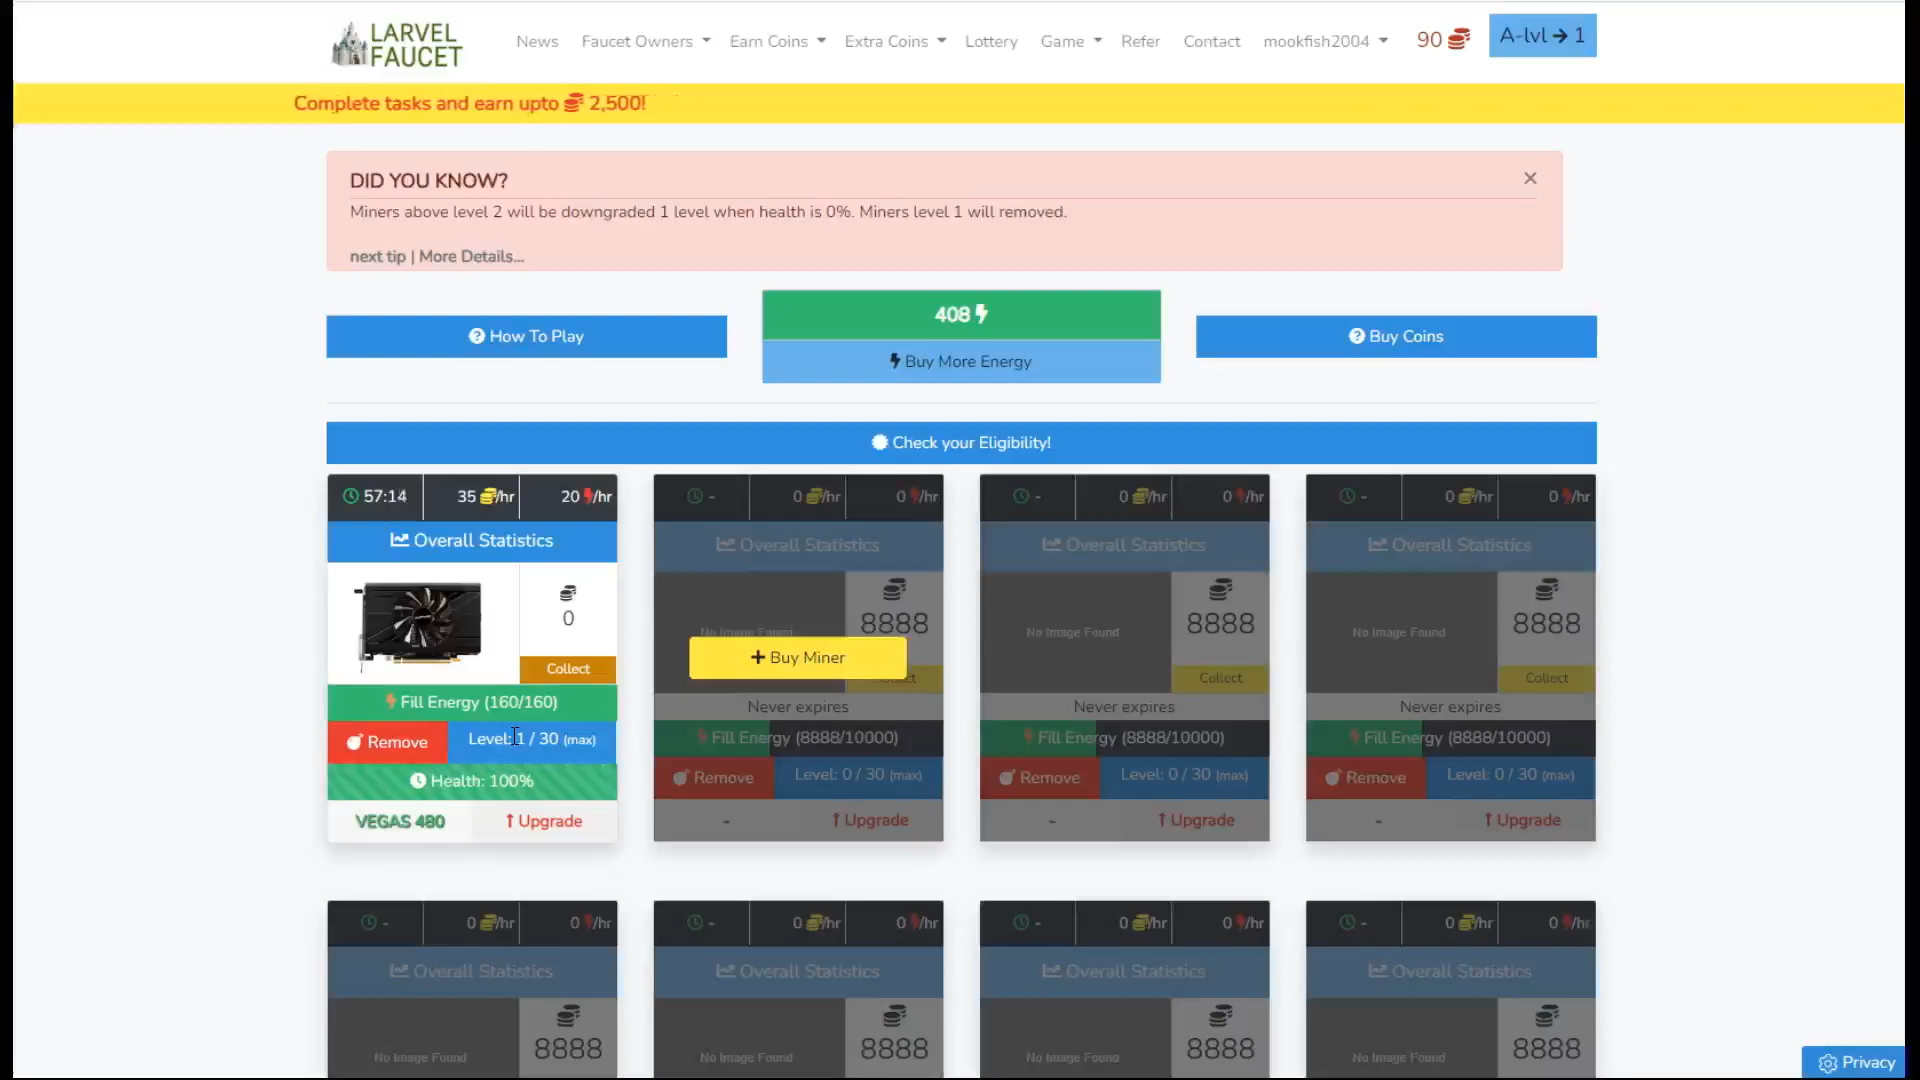 LARVEL FAUCET
News Faucet Owners Earn Coins Extra Coins Lottery Game Refer Contact mookfish2004 90 A-lvl → 1
Complete tasks and earn upto 2,500!
DID YOU KNOW?
×
Miners above level 2 will be downgraded 1 level when health is 0%. Miners level 1 will removed.
next tip | More Details...
How To Play
408
Buy More Energy
Buy Coins
Check your Eligibility!
57:14 35 /hr 20 /hr
Overall Statistics
0
Collect
Fill Energy (160/160)
Remove Level: 1 / 30 (max)
Health: 100%
VEGAS 480 Upgrade
- 0 /hr 0 /hr
Overall Statistics
No Image Found
8888
+ Buy Miner
Never expires
Fill Energy (8888/10000)
Remove Level: 0 / 30 (max)
- Upgrade
- 0 /hr 0 /hr
Overall Statistics
No Image Found
8888
Collect
Never expires
Fill Energy (8888/10000)
Remove Level: 0 / 30 (max)
- Upgrade
- 0 /hr 0 /hr
Overall Statistics
No Image Found
8888
Collect
Never expires
Fill Energy (8888/10000)
Remove Level: 0 / 30 (max)
- Upgrade
- 0 /hr 0 /hr
Overall Statistics
No Image Found
8888
- 0 /hr 0 /hr
Overall Statistics
No Image Found
8888
- 0 /hr 0 /hr
Overall Statistics
No Image Found
8888
- 0 /hr 0 /hr
Overall Statistics
No Image Found
8888
Privacy